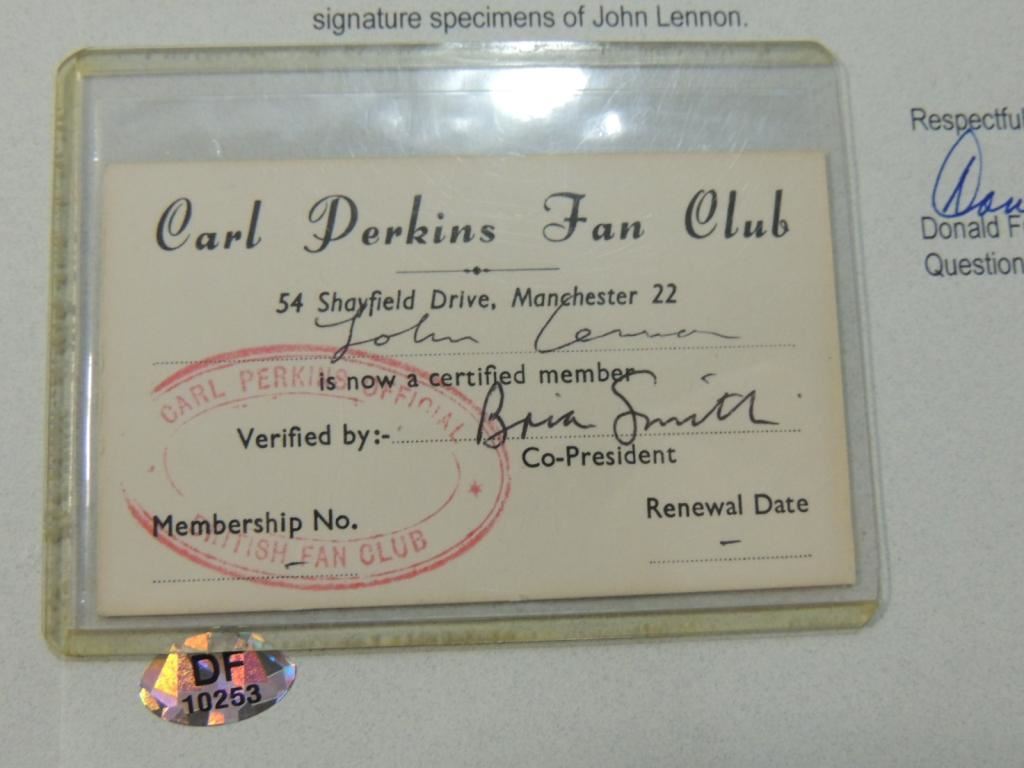 signature specimens of John Lennon.
Respectful
Donald F
Question
Carl Perkins Fan Club
54 Shayfield Drive, Manchester 22
John Lennon
is now a certified member
Verified by:- Brian Smith
Co-President
Membership No.
Renewal Date
–
–
CARL PERKINS OFFICIAL
BRITISH FAN CLUB
DF
10253